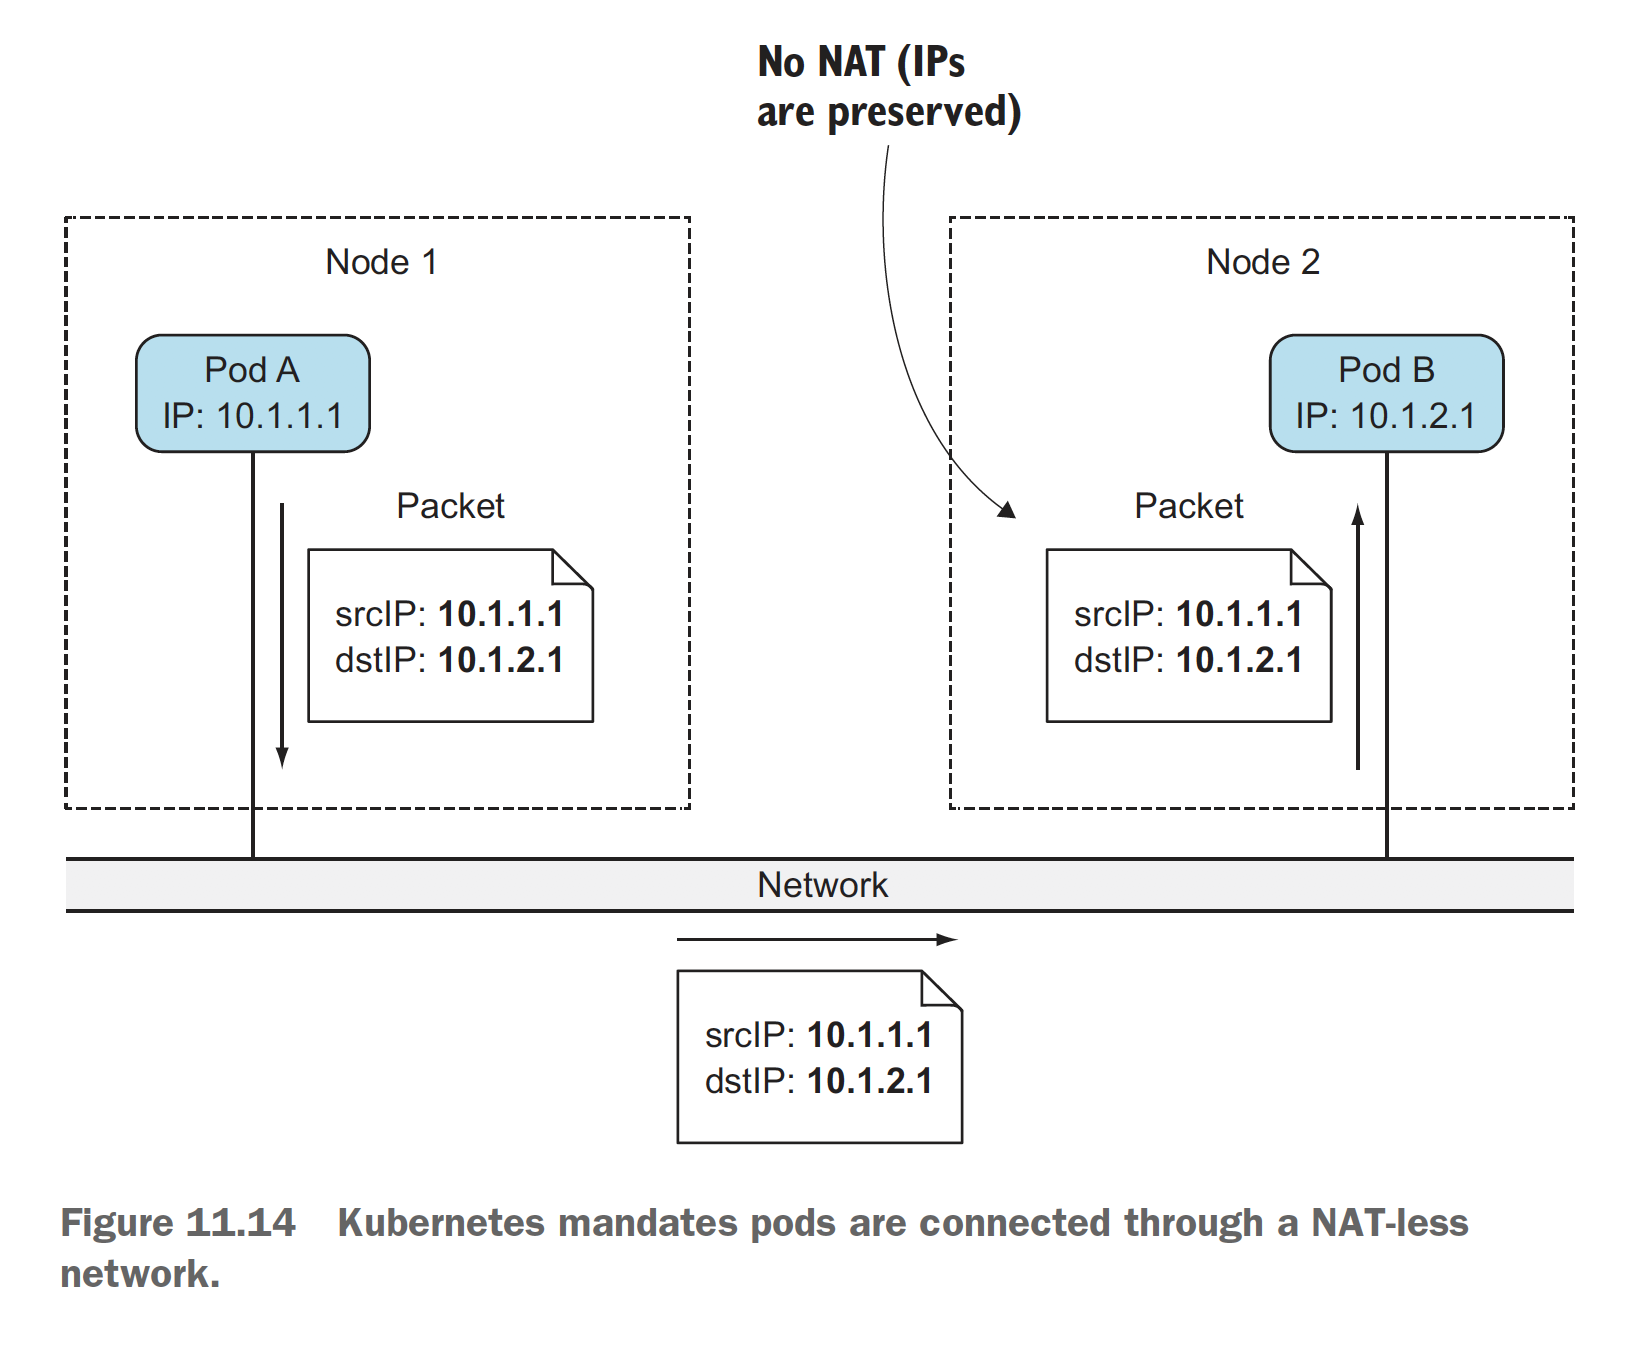 No NAT (IPs
are preserved)
Node 1
Node 2
Pod A
IP: 10.1.1.1
Pod B
IP: 10.1.2.1
Packet
srcIP: 10.1.1.1
dstIP: 10.1.2.1
Packet
srcIP: 10.1.1.1
dstIP: 10.1.2.1
Network
srcIP: 10.1.1.1
dstIP: 10.1.2.1
Figure 11.14 Kubernetes mandates pods are connected through a NAT-less
network.